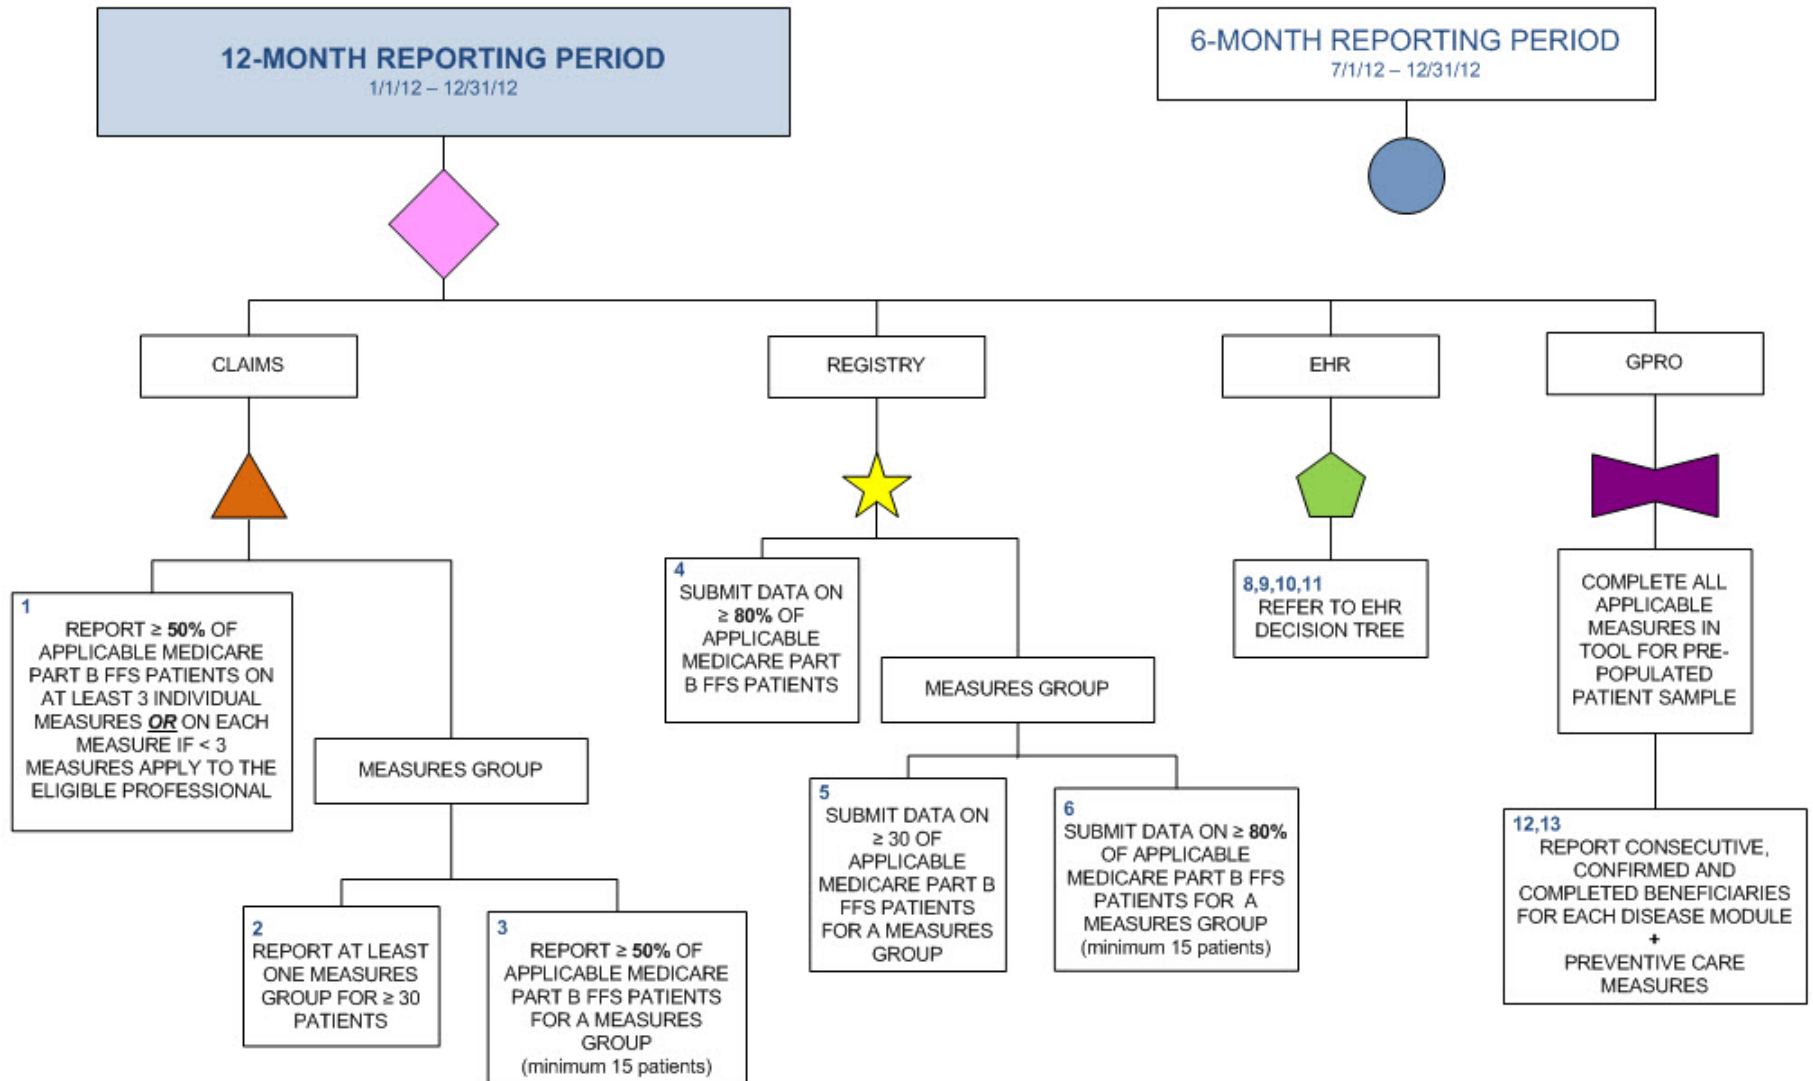 12-MONTH REPORTING PERIOD
1/1/12 – 12/31/12
6-MONTH REPORTING PERIOD
7/1/12 – 12/31/12
CLAIMS
REGISTRY
EHR
GPRO
1
REPORT ≥ 50% OF
APPLICABLE MEDICARE
PART B FFS PATIENTS ON
AT LEAST 3 INDIVIDUAL
MEASURES OR ON EACH
MEASURE IF < 3
MEASURES APPLY TO THE
ELIGIBLE PROFESSIONAL
MEASURES GROUP
2
REPORT AT LEAST
ONE MEASURES
GROUP FOR ≥ 30
PATIENTS
3
REPORT ≥ 50% OF
APPLICABLE MEDICARE
PART B FFS PATIENTS
FOR A MEASURES
GROUP
(minimum 15 patients)
4
SUBMIT DATA ON
≥ 80% OF
APPLICABLE
MEDICARE PART
B FFS PATIENTS
MEASURES GROUP
5
SUBMIT DATA ON
≥ 30 OF
APPLICABLE
MEDICARE PART B
FFS PATIENTS
FOR A MEASURES
GROUP
6
SUBMIT DATA ON ≥ 80%
OF APPLICABLE
MEDICARE PART B FFS
PATIENTS FOR A
MEASURES GROUP
(minimum 15 patients)
8,9,10,11
REFER TO EHR
DECISION TREE
COMPLETE ALL
APPLICABLE
MEASURES IN
TOOL FOR PRE-
POPULATED
PATIENT SAMPLE
12,13
REPORT CONSECUTIVE,
CONFIRMED AND
COMPLETED BENEFICIARIES
FOR EACH DISEASE MODULE
+
PREVENTIVE CARE
MEASURES